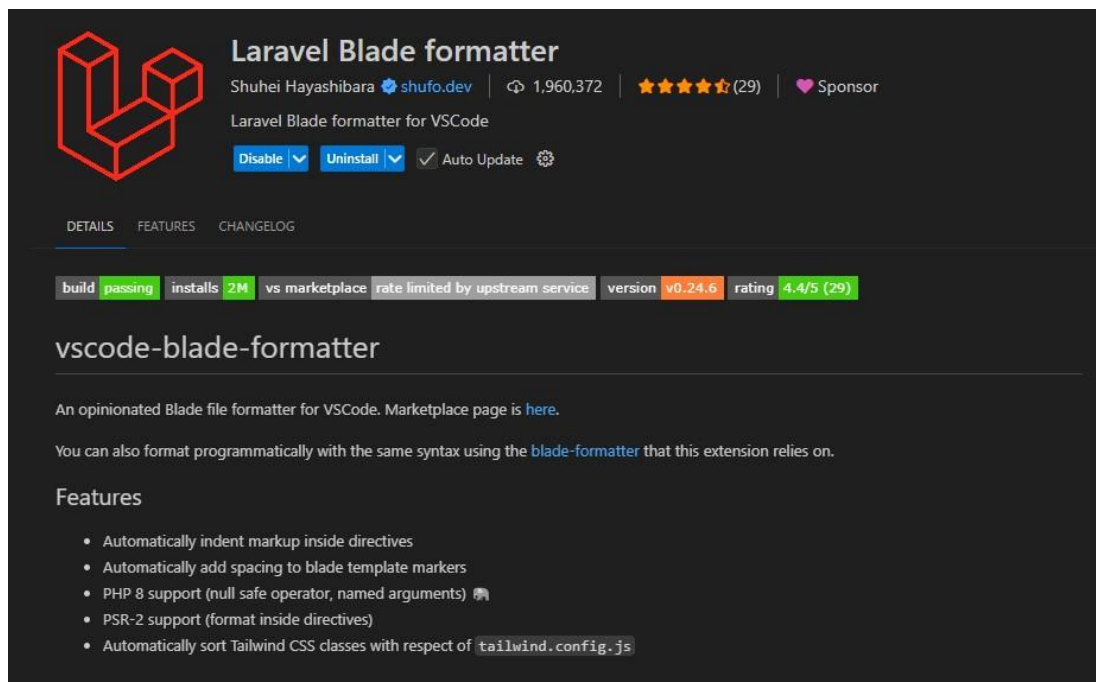 Laravel Blade formatter
Shuhei Hayashibara shufo.dev 1,960,372 (29) Sponsor
Laravel Blade formatter for VSCode
Disable Uninstall Auto Update
DETAILS FEATURES CHANGELOG
build passing installs 2M vs marketplace rate limited by upstream service version v0.24.6 rating 4.4/5 (29)
vscode-blade-formatter
An opinionated Blade file formatter for VSCode. Marketplace page is here.
You can also format programmatically with the same syntax using the blade-formatter that this extension relies on.
Features
• Automatically indent markup inside directives
• Automatically add spacing to blade template markers
• PHP 8 support (null safe operator, named arguments) 🐘
• PSR-2 support (format inside directives)
• Automatically sort Tailwind CSS classes with respect of tailwind.config.js